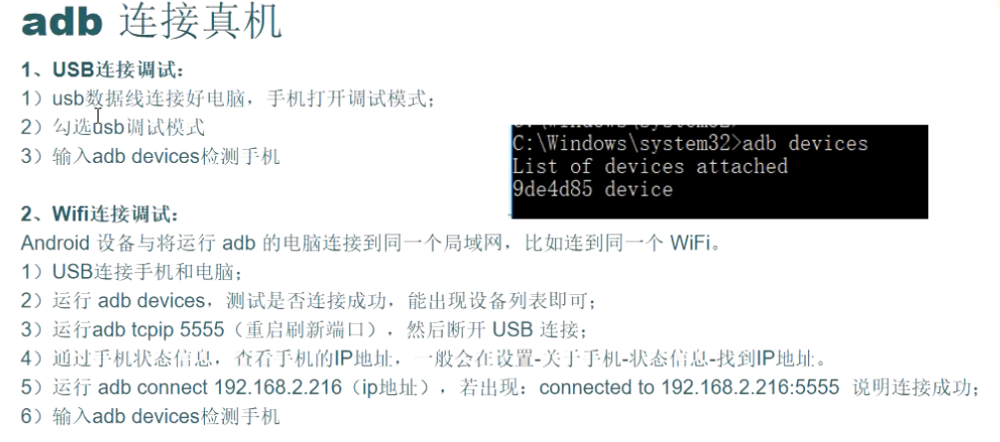 adb 连接真机
1、USB连接调试：
1）usb数据线连接好电脑，手机打开调试模式；
2）勾选usb调试模式
3）输入adb devices检测手机
C:\Windows\system32>
C:\Windows\system32>adb devices
List of devices attached
9de4d85 device
2、Wifi连接调试：
Android 设备与将运行 adb 的电脑连接到同一个局域网，比如连到同一个 WiFi。
1）USB连接手机和电脑；
2）运行 adb devices，测试是否连接成功，能出现设备列表即可；
3）运行adb tcpip 5555（重启刷新端口），然后断开 USB 连接；
4）通过手机状态信息，查看手机的IP地址，一般会在设置-关于手机-状态信息-找到IP地址。
5）运行 adb connect 192.168.2.216（ip地址），若出现：connected to 192.168.2.216:5555 说明连接成功；
6）输入adb devices检测手机